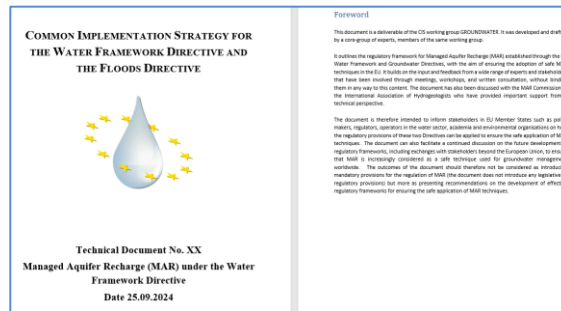 COMMON IMPLEMENTATION STRATEGY FOR
THE WATER FRAMEWORK DIRECTIVE AND
THE FLOODS DIRECTIVE
Technical Document No. XX
Managed Aquifer Recharge (MAR) under the Water
Framework Directive
Date 25.09.2024
Foreword
This document is a deliverable of the CIS working group GROUNDWATER. It was developed and draft
by a core-group of experts, members of the same working group.
It outlines the regulatory framework for Managed Aquifer Recharge (MAR) established through the
Water Framework and Groundwater Directives, with the aim of ensuring the adoption of safe M
techniques in the EU. It builds on the input and feedback from a wide range of experts and stakehold
that have been involved through meetings, workshops, and written consultation, without bindi
them in any way to this content. The document has also been discussed with the MAR Commission
the International Association of Hydrogeologists who have provided important support from
technical perspective.
The document is therefore intended to inform stakeholders in EU Member States such as pol
makers, regulators, operators in the water sector, academia and environmental organisations on h
the regulatory provisions of these two Directives can be applied to ensure the safe application of M
techniques. The document can also facilitate a continued discussion on the future development
regulatory frameworks, including exchanges with stakeholders beyond the European Union, to ensu
that MAR is increasingly considered as a safe technique used for groundwater manageme
worldwide. The outcomes of the document should therefore not be considered as introduc
mandatory provisions for the regulation of MAR (the document does not introduce any legislative
regulatory provisions) but more as presenting recommendations on the development of effecti
regulatory frameworks for ensuring the safe application of MAR techniques.